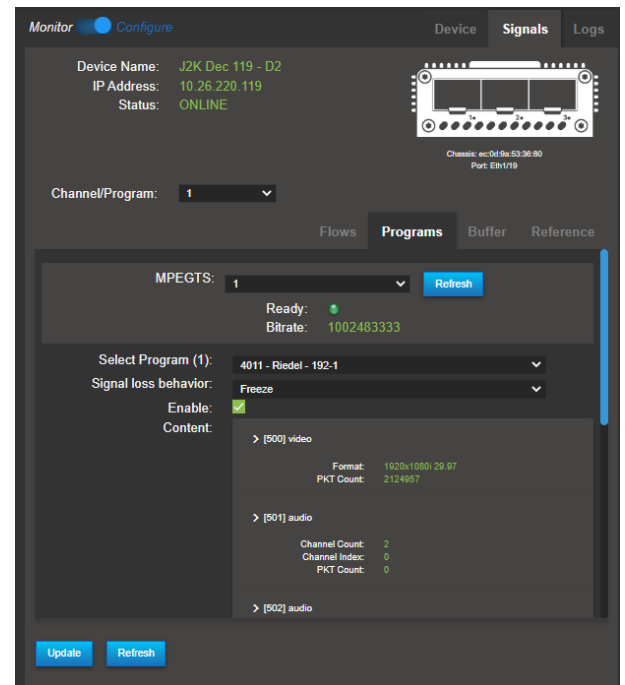 Monitor Configure Device Signals Logs
Device Name: J2K Dec 119 - D2
IP Address: 10.26.220.119
Status: ONLINE
1* 2* 3*
Chassis: ec:0d:9a:53:36:80
Port: Eth1/19
Channel/Program: 1
Flows Programs Buffer Reference
MPEGTS: 1 Refresh
Ready:
Bitrate: 1002483333
Select Program (1): 4011 - Riedel - 192-1
Signal loss behavior: Freeze
Enable:
Content:
[500] video
Format: 1920x1080i 29.97
PKT Count: 2124957
[501] audio
Channel Count: 2
Channel Index: 0
PKT Count: 0
[502] audio
Update Refresh